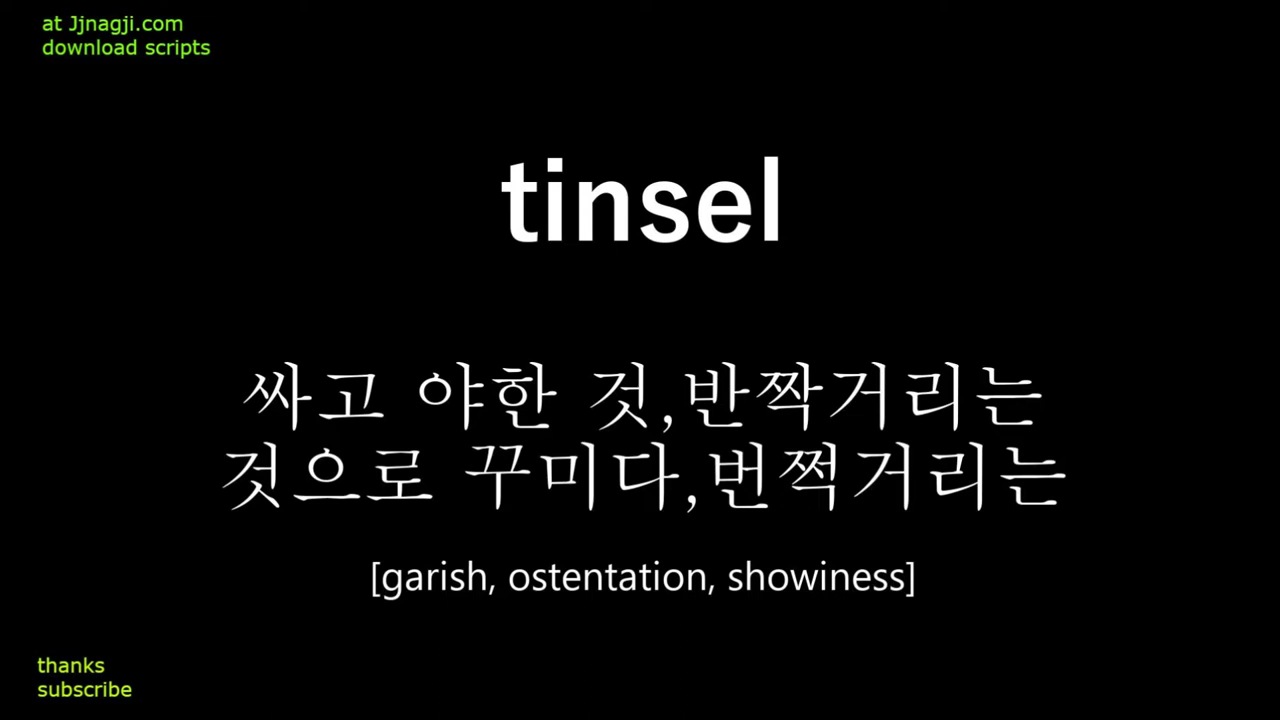 at Jjnagji.com
download scripts
tinsel
싸고 야한 것,반짝거리는
것으로 꾸미다,번쩍거리는
[garish, ostentation, showiness]
thanks
subscribe